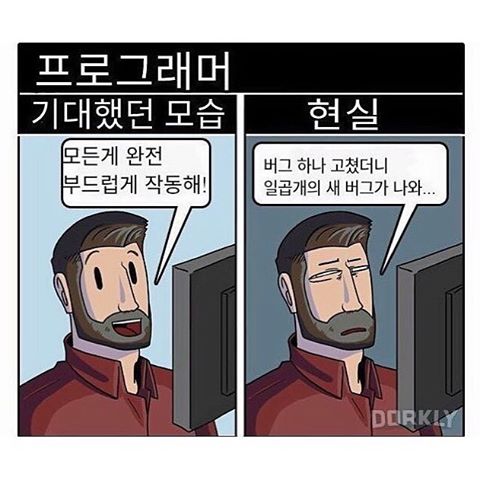 프로그래머
기대했던 모습
현실
모든게 완전
부드럽게 작동해!
버그 하나 고쳤더니
일곱개의 새 버그가 나와...
DORKLY